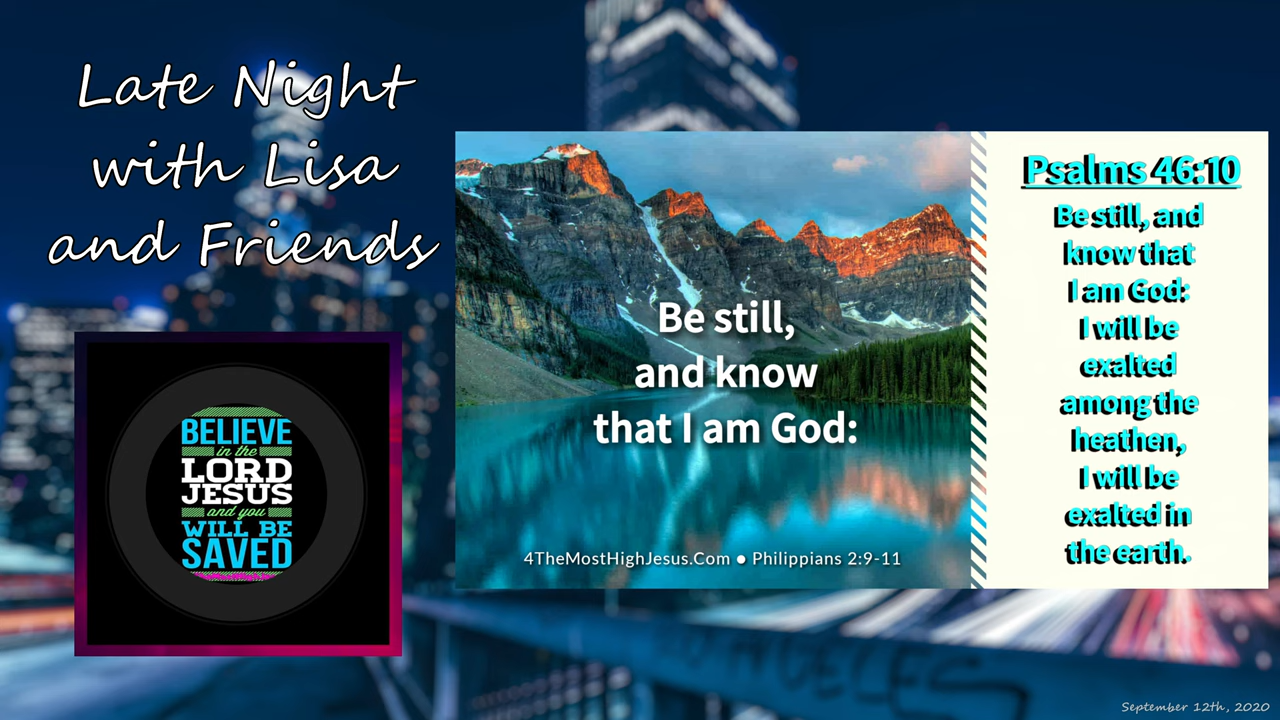 Late Night
with Lisa
and Friends
BELIEVE
in the
LORD
JESUS
and you
WILL BE
SAVED
Be still,
and know
that I am God:
4TheMostHighJesus.Com ● Philippians 2:9-11
Psalms 46:10
Be still, and
know that
I am God:
I will be
exalted
among the
heathen,
I will be
exalted in
the earth.
September 12th, 2020